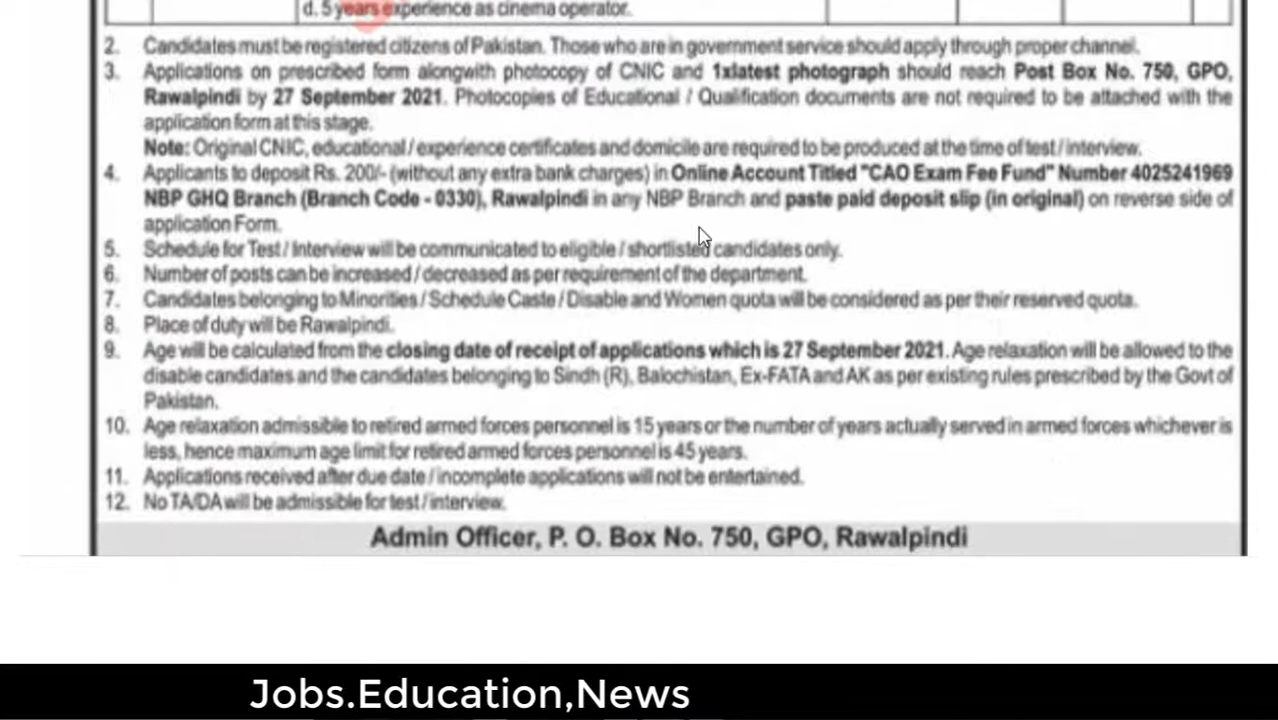 d. 5 years experience as cinema operator.
2. Candidates must be registered citizens of Pakistan. Those who are in government service should apply through proper channel.
3. Applications on prescribed form alongwith photocopy of CNIC and 1xlatest photograph should reach Post Box No. 750, GPO,
Rawalpindi by 27 September 2021. Photocopies of Educational / Qualification documents are not required to be attached with the
application form at this stage.
Note: Original CNIC, educational / experience certificates and domicile are required to be produced at the time of test / interview.
4. Applicants to deposit Rs. 200/- (without any extra bank charges) in Online Account Titled "CAO Exam Fee Fund" Number 4025241969
NBP GHQ Branch (Branch Code - 0330), Rawalpindi in any NBP Branch and paste paid deposit slip (in original) on reverse side of
application Form.
5. Schedule for Test / Interview will be communicated to eligible / shortlisted candidates only.
6. Number of posts can be increased / decreased as per requirement of the department.
7. Candidates belonging to Minorities / Schedule Caste / Disable and Women quota will be considered as per their reserved quota.
8. Place of duty will be Rawalpindi.
9. Age will be calculated from the closing date of receipt of applications which is 27 September 2021. Age relaxation will be allowed to the
disable candidates and the candidates belonging to Sindh (R), Balochistan, Ex-FATA and AK as per existing rules prescribed by the Govt of
Pakistan.
10. Age relaxation admissible to retired armed forces personnel is 15 years or the number of years actually served in armed forces whichever is
less, hence maximum age limit for retired armed forces personnel is 45 years.
11. Applications received after due date / incomplete applications will not be entertained.
12. No TA/DA will be admissible for test / interview.
Admin Officer, P. O. Box No. 750, GPO, Rawalpindi
Jobs.Education,News